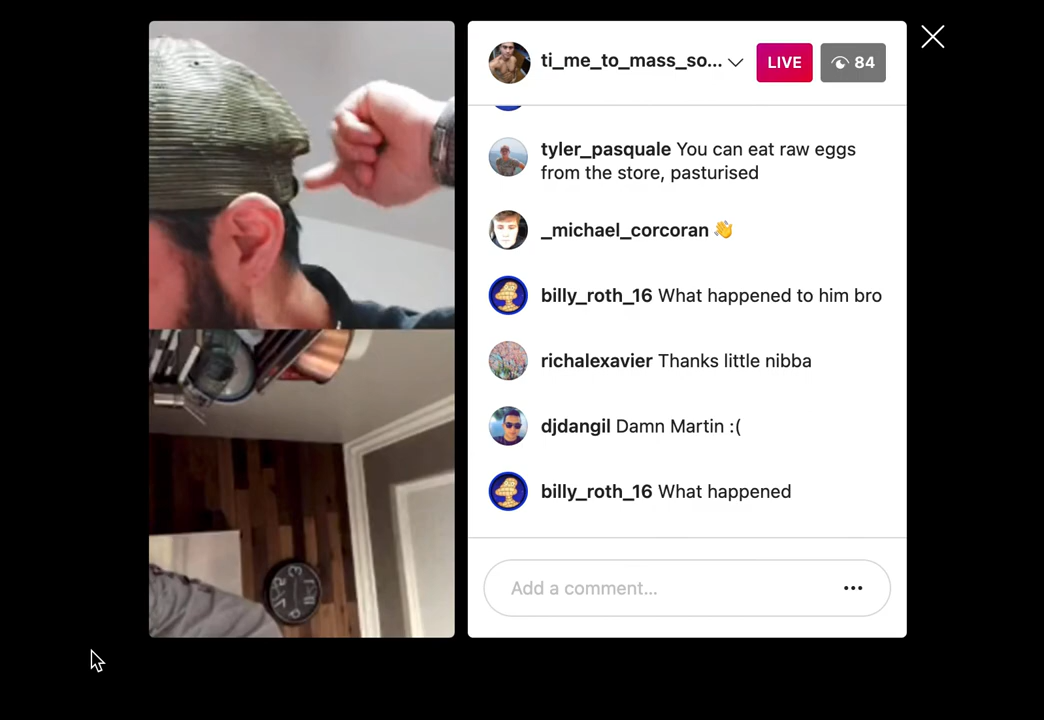 ti_me_to_mass_so...
LIVE
84
tyler_pasquale You can eat raw eggs
from the store, pasturised
_michael_corcoran 👋
billy_roth_16 What happened to him bro
richalexavier Thanks little nibba
djdangil Damn Martin :(
billy_roth_16 What happened
Add a comment...